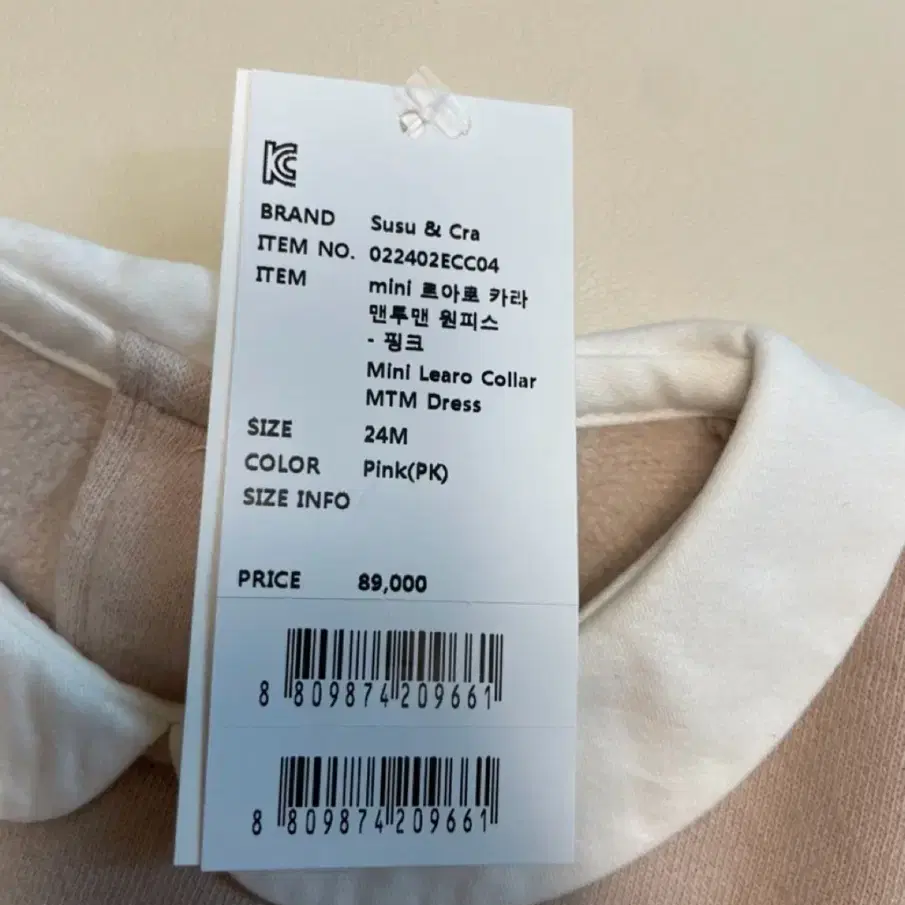 KC
BRAND Susu & Cra
ITEM NO. 022402ECC04
ITEM mini 르아로 카라
맨투맨 원피스
- 핑크
Mini Learo Collar
MTM Dress
SIZE 24M
COLOR Pink(PK)
SIZE INFO
PRICE 89,000
8 809874 209661
8 809874 209661